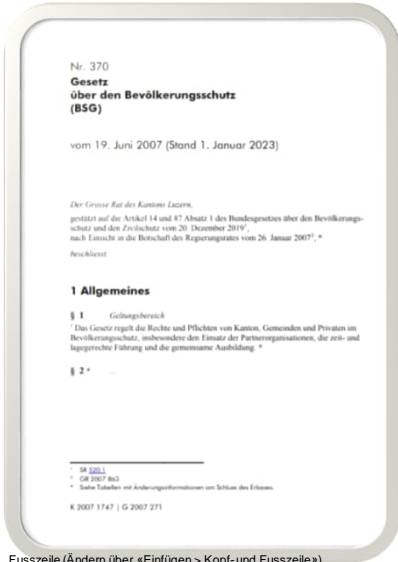 Nr. 370
Gesetz
über den Bevölkerungsschutz
(BSG)
vom 19. Juni 2007 (Stand 1. Januar 2023)
Der Grosse Rat des Kantons Luzern,
gestützt auf die Artikel 14 und 87 Absatz 1 des Bundesgesetzes über den Bevölkerungs-
schutz und den Zivilschutz vom 20. Dezember 2019¹,
nach Einsicht in die Botschaft des Regierungsrates vom 26. Januar 2007², *
beschliesst:
1 Allgemeines
§ 1 Geltungsbereich
¹ Das Gesetz regelt die Rechte und Pflichten von Kanton, Gemeinden und Privaten im
Bevölkerungsschutz, insbesondere den Einsatz der Partnerorganisationen, die zeit- und
lagegerechte Führung und die gemeinsame Ausbildung. *
§ 2 * ...
¹ SR 520.1
² GR 2007 863
* Siehe Tabellen mit Änderungsinformationen am Schluss des Erlasses.
K 2007 1747 | G 2007 271
Fusszeile (Ändern über «Einfügen > Kopf- und Fusszeile»)